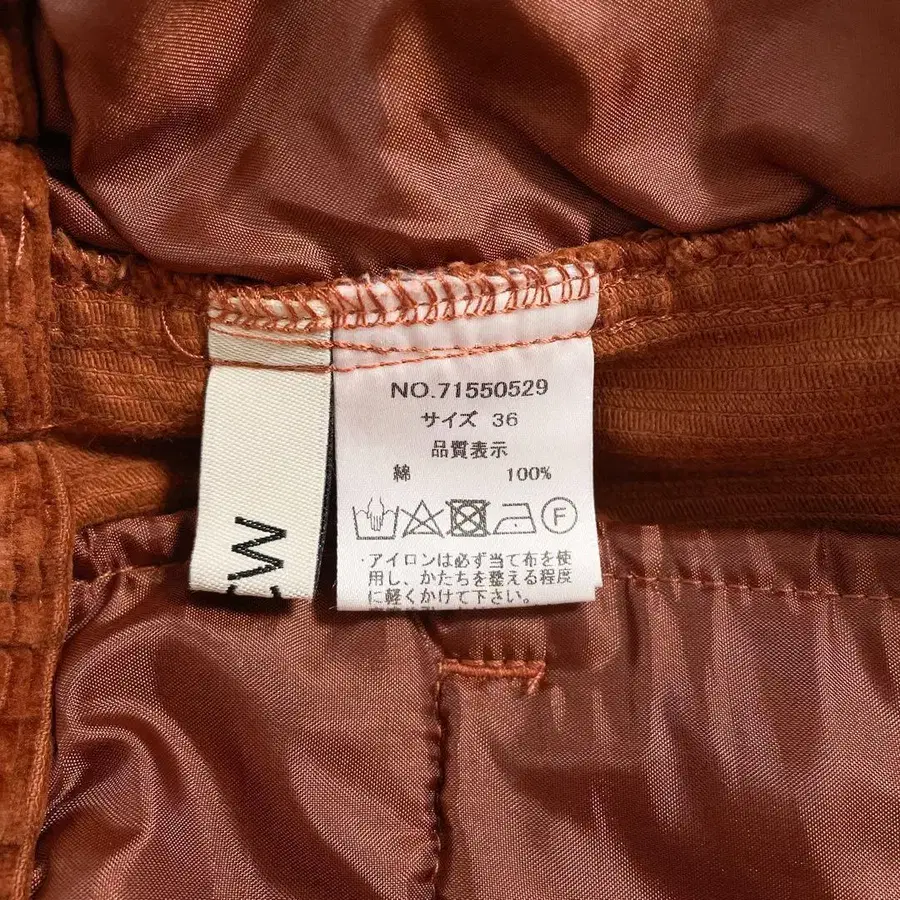 NO.71550529
サイズ 36
品質表示
綿 100%
F
・アイロンは必ず当て布を使
用し、かたちを整える程度
に軽くかけて下さい。
W